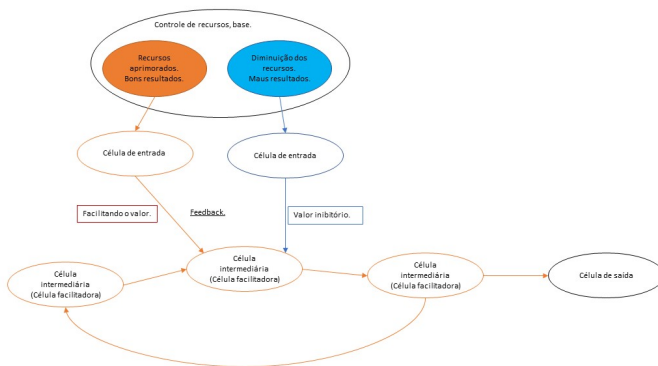 Controle de recursos, base.
Recursos
aprimorados.
Bons resultados.
Diminuição dos
recursos.
Maus resultados.
Célula de entrada
Célula de entrada
Facilitando o valor.
Feedback.
Valor inibitório.
Célula
intermediária
(Célula facilitadora)
Célula
intermediária
(Célula facilitadora)
Célula
intermediária
(Célula facilitadora)
Célula de saída